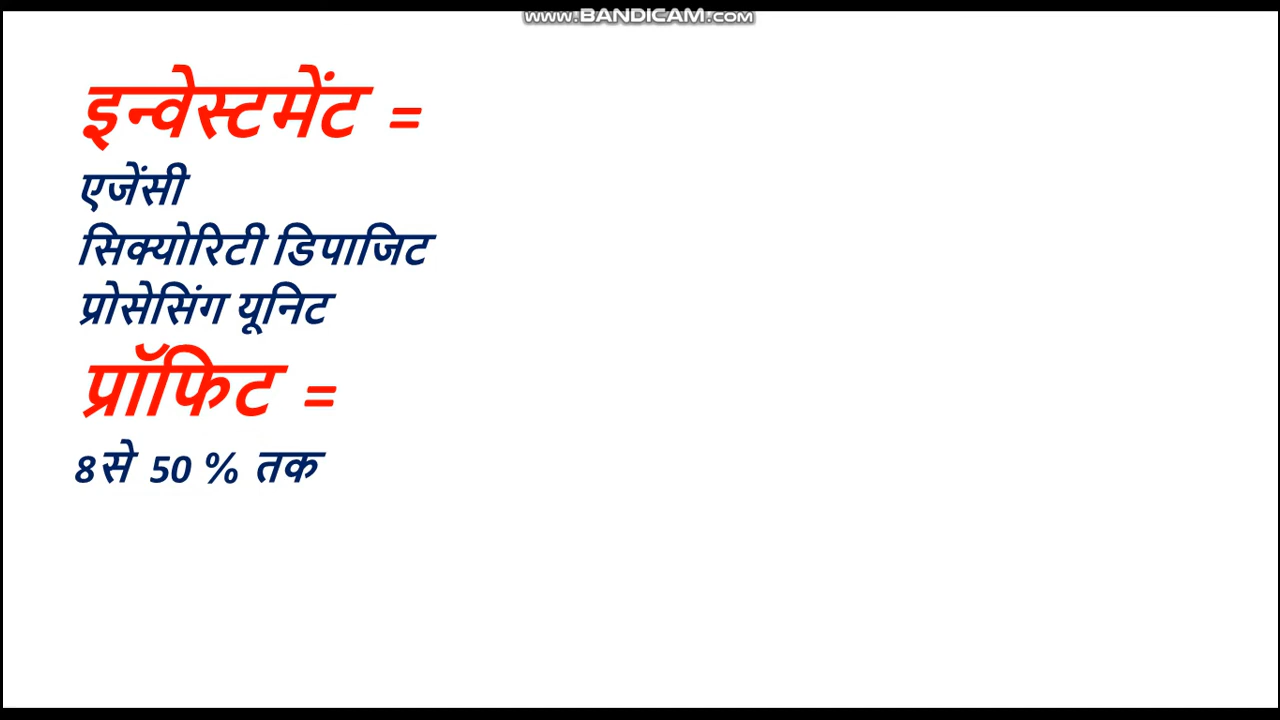 www.BANDICAM.com
इन्वेस्टमेंट =
एजेंसी
सिक्योरिटी डिपाजिट
प्रोसेसिंग यूनिट
प्रॉफिट =
8से 50 % तक